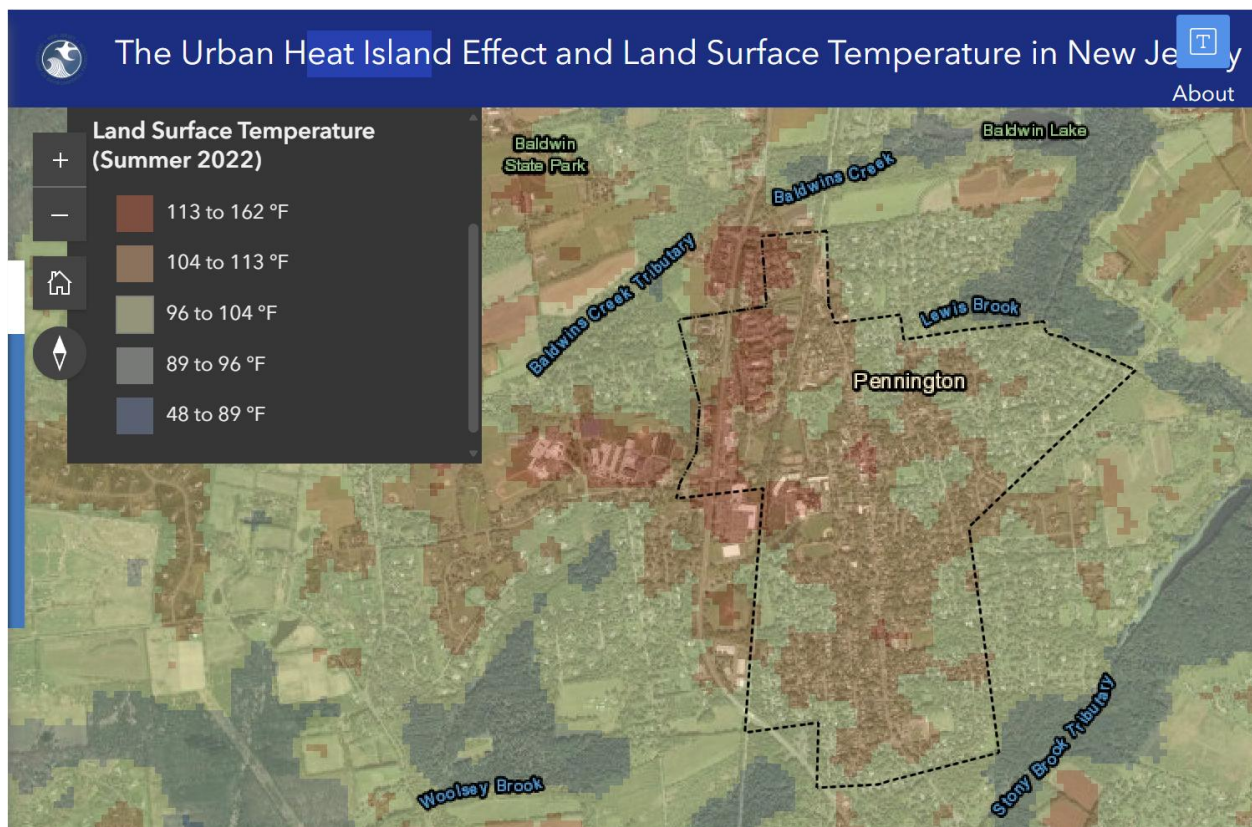 The Urban Heat Island Effect and Land Surface Temperature in New Je y
T
About
Land Surface Temperature
(Summer 2022)
113 to 162 °F
104 to 113 °F
96 to 104 °F
89 to 96 °F
48 to 89 °F
Baldwin
State Park
Baldwin Lake
Baldwins Creek
Baldwins Creek Tributary
Lewis Brook
Pennington
Woolsey Brook
Stony Brook Tributary